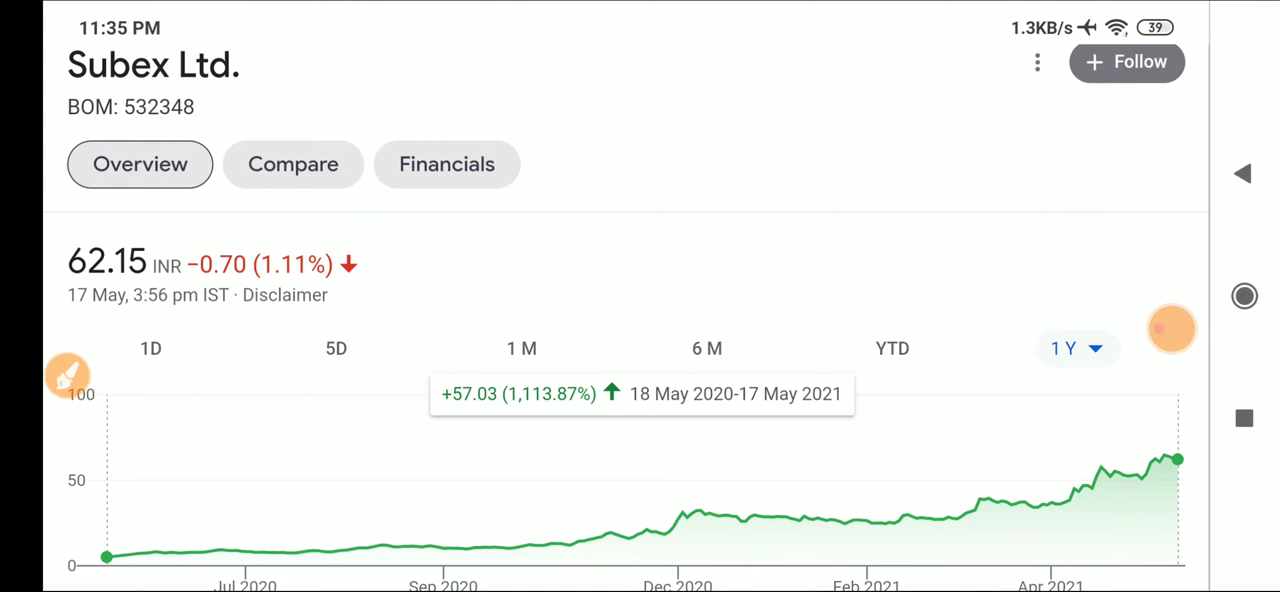 11:35 PM
1.3KB/s
39
Subex Ltd.
+ Follow
BOM: 532348
Overview
Compare
Financials
62.15 INR −0.70 (1.11%)
17 May, 3:56 pm IST · Disclaimer
1D 5D 1 M 6 M YTD 1 Y
+57.03 (1,113.87%) 18 May 2020-17 May 2021
100
50
0
Jul 2020 Sep 2020 Dec 2020 Feb 2021 Apr 2021